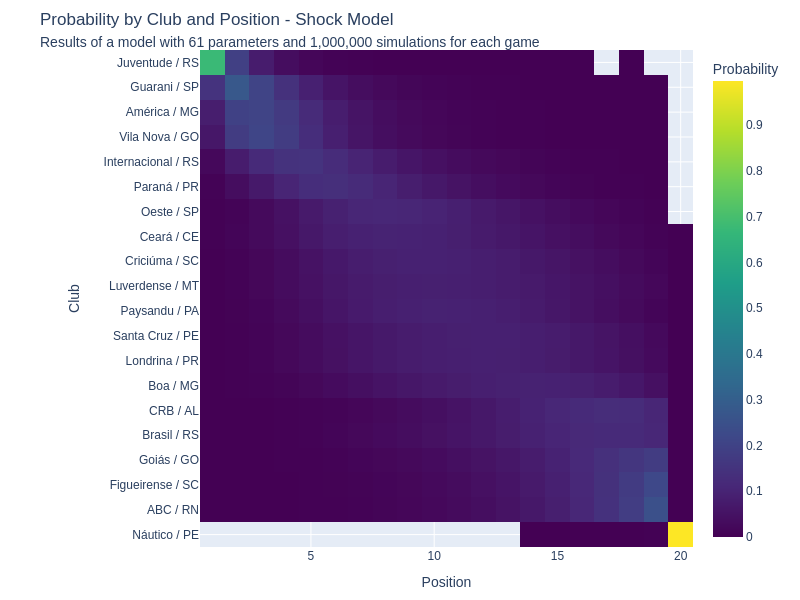 Probability by Club and Position - Shock Model
Results of a model with 61 parameters and 1,000,000 simulations for each game
Probability
Juventude / RS
Guarani / SP
América / MG
Vila Nova / GO
Internacional / RS
Paraná / PR
Oeste / SP
Ceará / CE
Criciúma / SC
Luverdense / MT
Paysandu / PA
Santa Cruz / PE
Londrina / PR
Boa / MG
CRB / AL
Brasil / RS
Goiás / GO
Figueirense / SC
ABC / RN
Náutico / PE
Club
5
10
15
20
Position
0.9
0.8
0.7
0.6
0.5
0.4
0.3
0.2
0.1
0